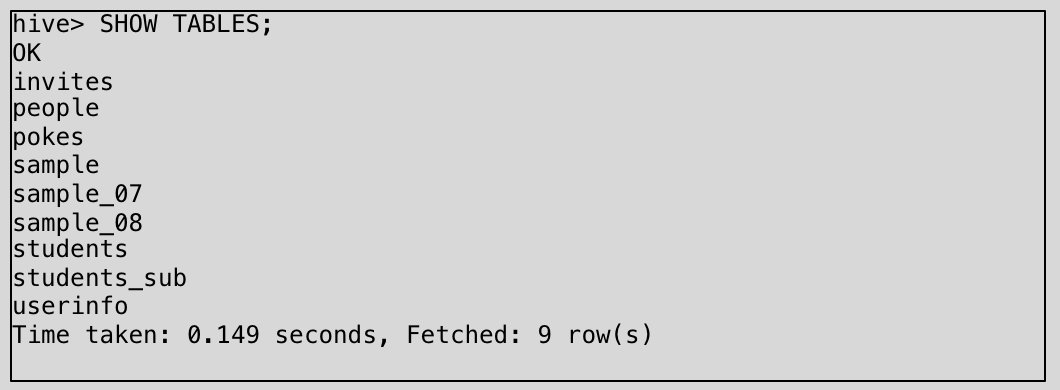 hive> SHOW TABLES;
OK
invites
people
pokes
sample
sample_07
sample_08
students
students_sub
userinfo
Time taken: 0.149 seconds, Fetched: 9 row(s)